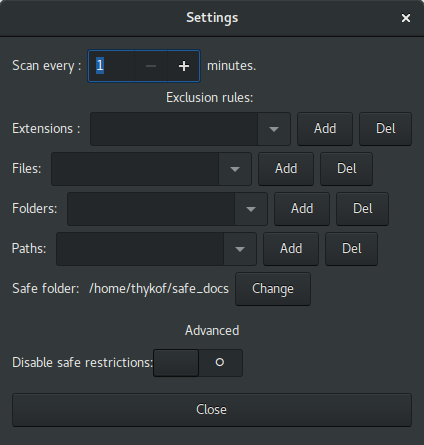 Settings
Scan every : 1 minutes.
Exclusion rules:
Extensions : Add Del
Files: Add Del
Folders: Add Del
Paths: Add Del
Safe folder: /home/thykof/safe_docs Change
Advanced
Disable safe restrictions:
Close